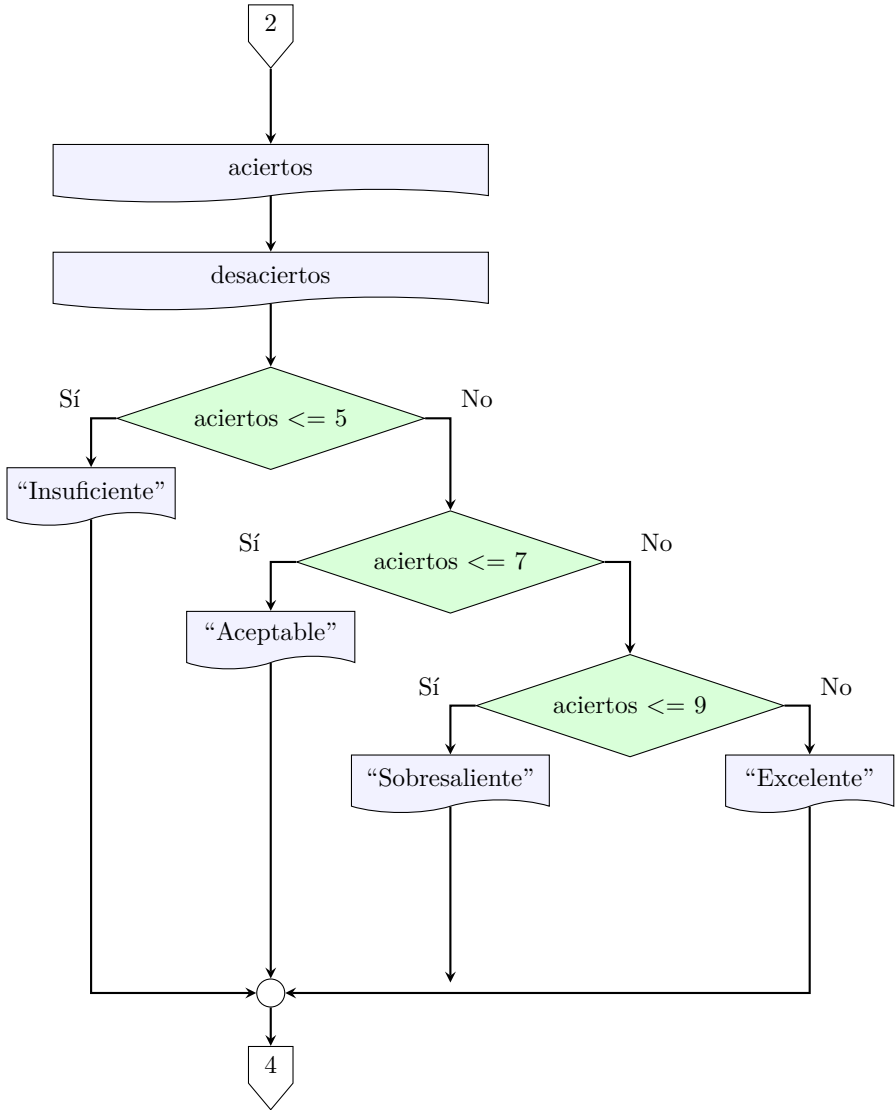 2
aciertos
desaciertos
Sí
aciertos <= 5
No
“Insuficiente”
Sí
aciertos <= 7
No
“Aceptable”
Sí
aciertos <= 9
No
“Sobresaliente”
“Excelente”
4